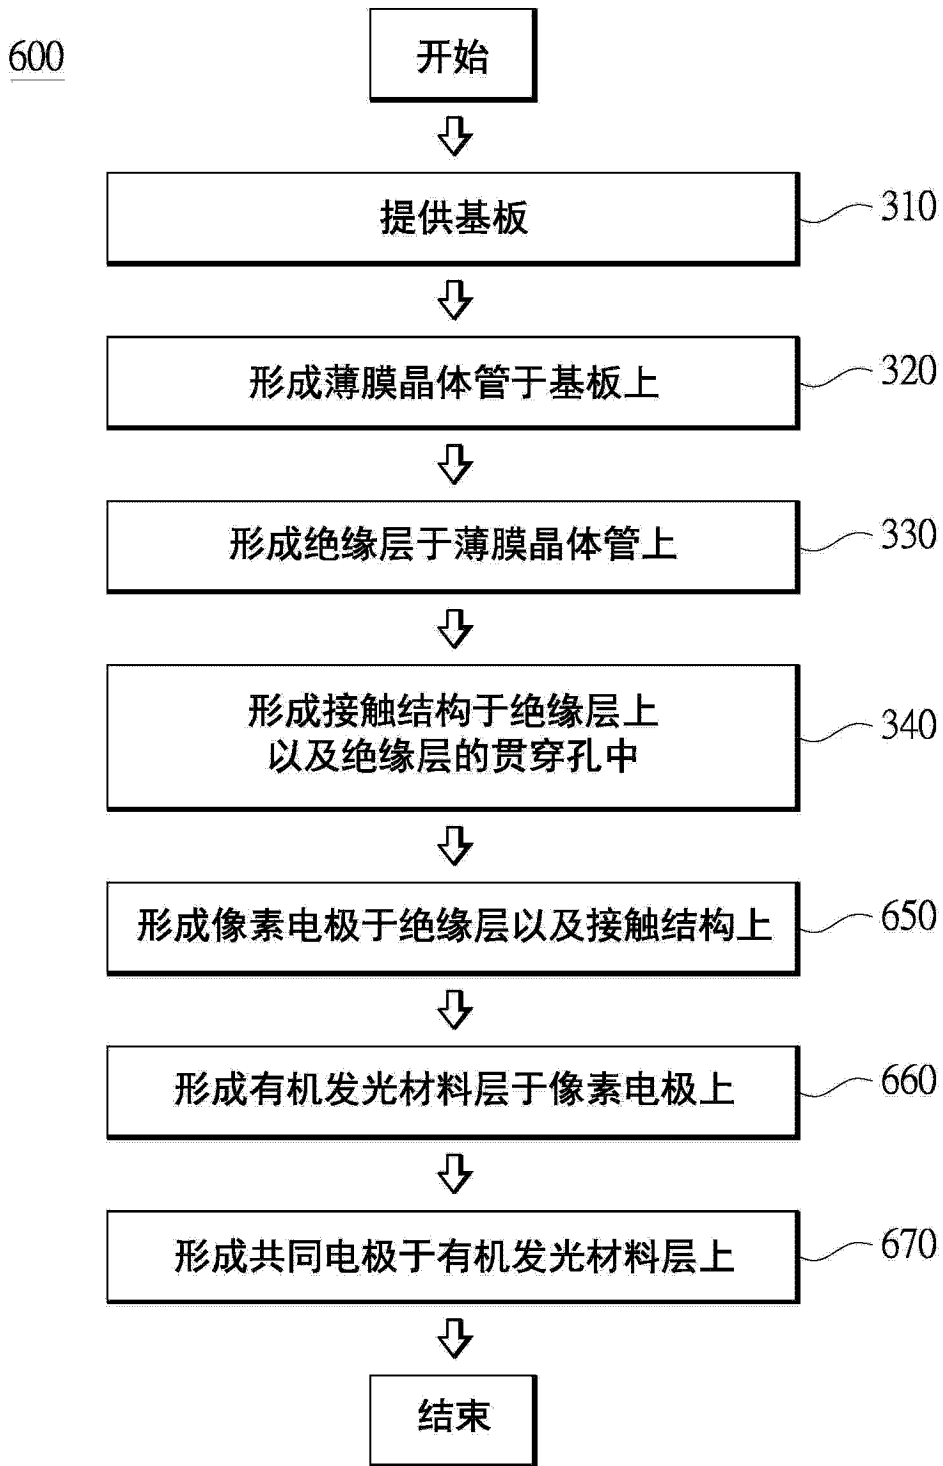 600
开始
提供基板
310
形成薄膜晶体管于基板上
320
形成绝缘层于薄膜晶体管上
330
形成接触结构于绝缘层上
以及绝缘层的贯穿孔中
340
形成像素电极于绝缘层以及接触结构上
650
形成有机发光材料层于像素电极上
660
形成共同电极于有机发光材料层上
670
结束